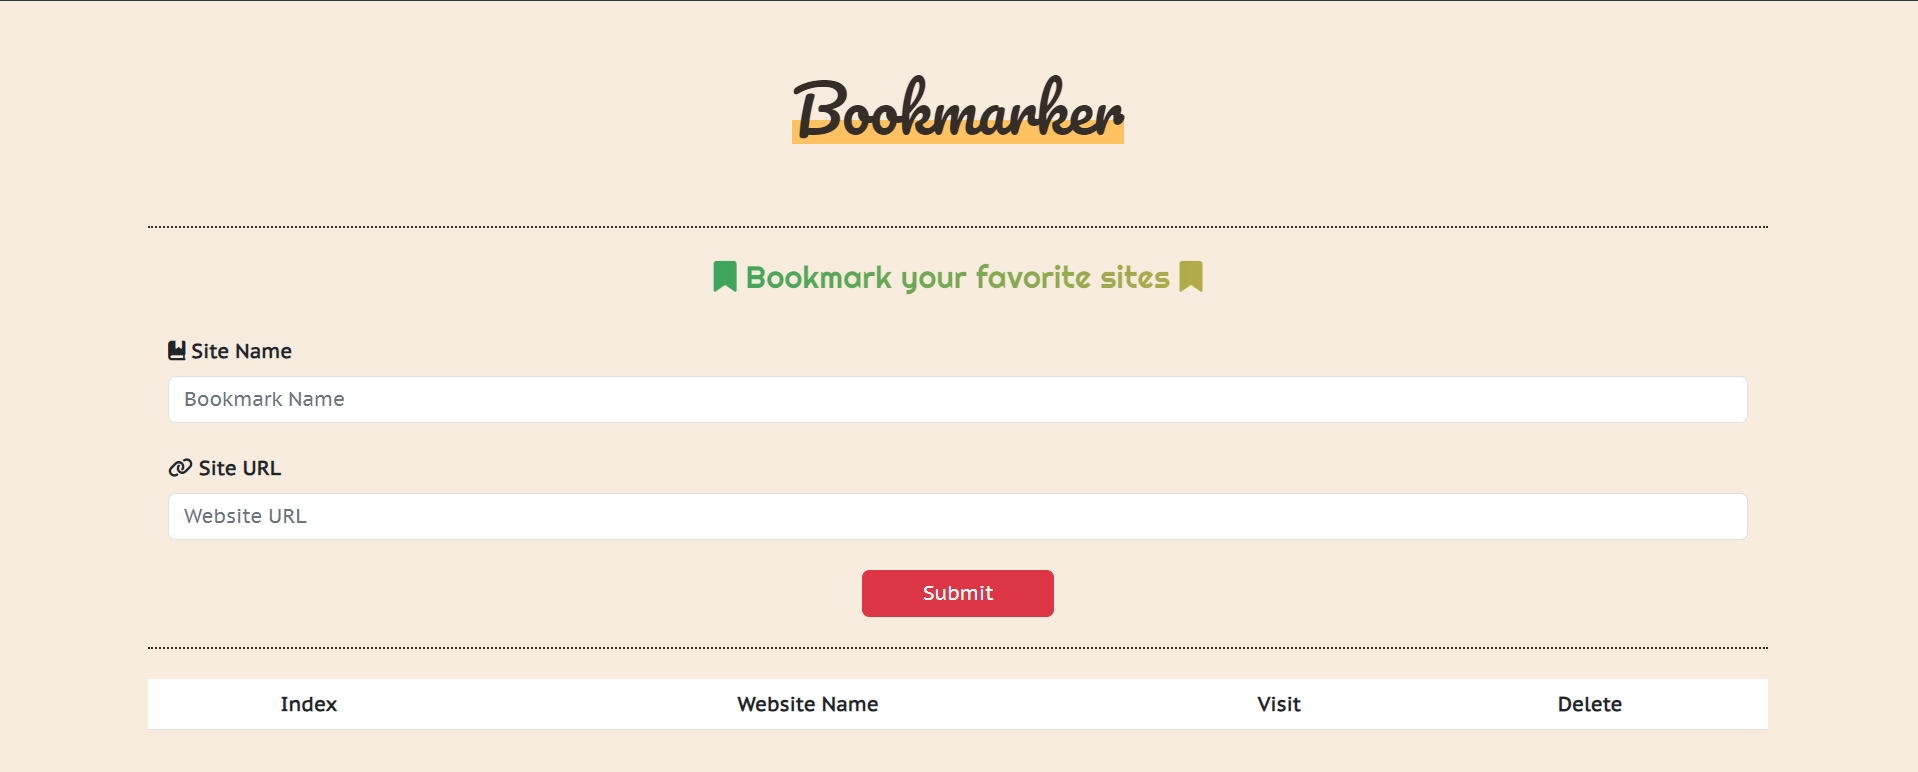 Bookmarker
Bookmark your favorite sites
Site Name
Bookmark Name
Site URL
Website URL
Submit
Index Website Name Visit Delete